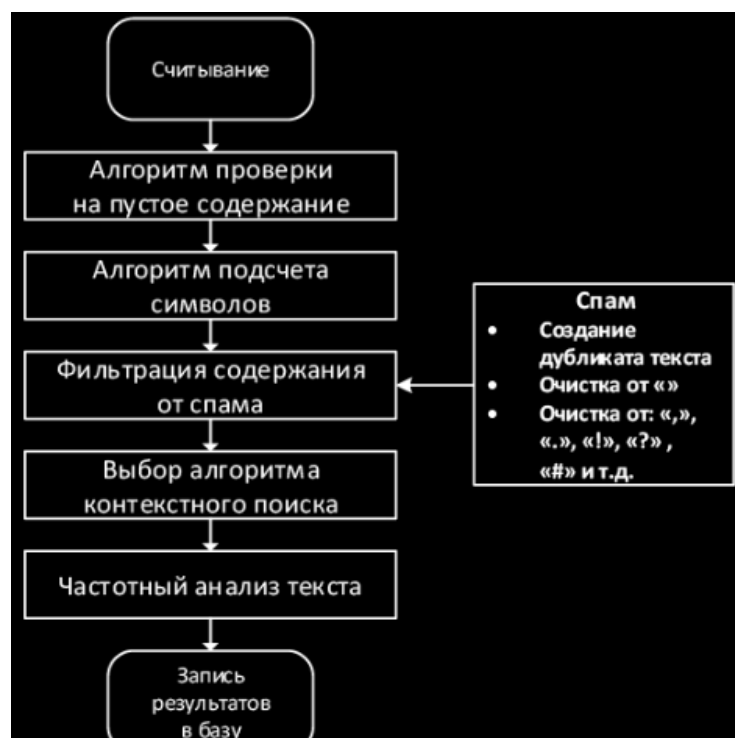 Считывание
Алгоритм проверки
на пустое содержание
Алгоритм подсчета
символов
Фильтрация содержания
от спама
Выбор алгоритма
контекстного поиска
Частотный анализ текста
Запись
результатов
в базу
Спам
• Создание
дубликата текста
• Очистка от «»
• Очистка от: «,»,
«.», «!», «?» ,
«#» и т.д.